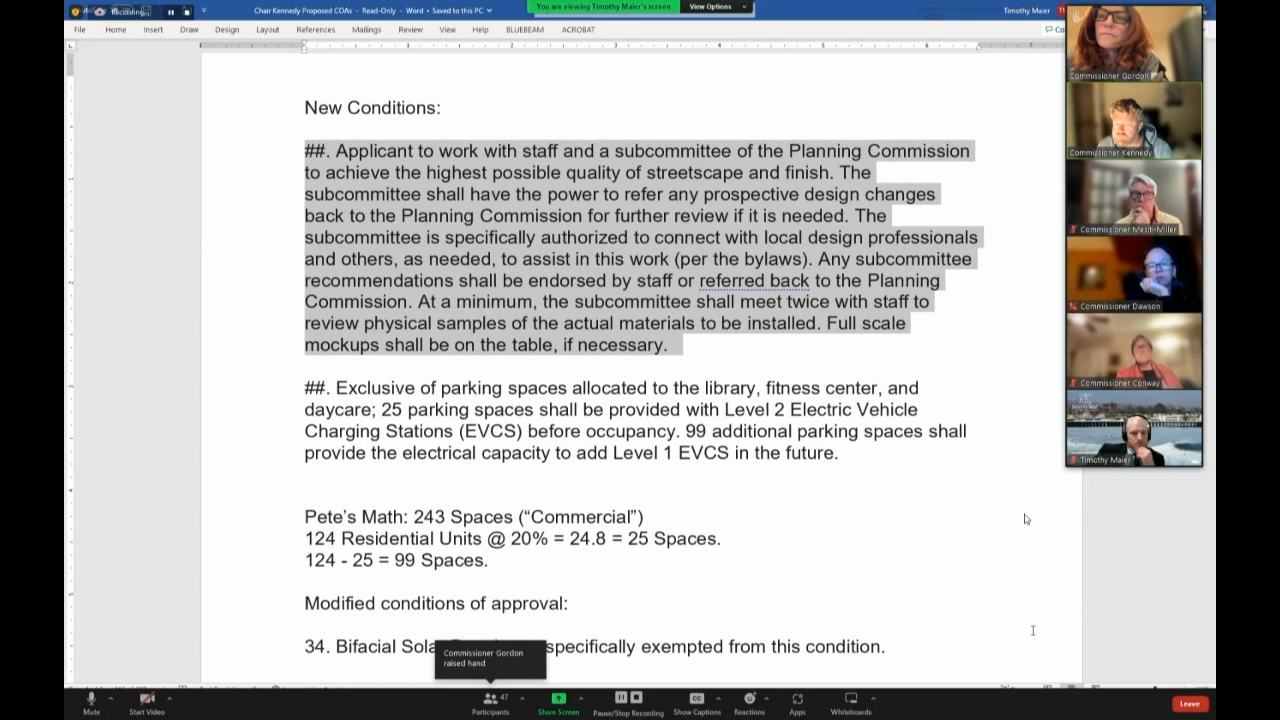 Recording...
Chair Kennedy Proposed COAs - Read-Only - Word • Saved to this PC
You are viewing Timothy Maier's screen
View Options
Timothy Maier
File Home Insert Draw Design Layout References Mailings Review View Help BLUEBEAM ACROBAT
New Conditions:
##. Applicant to work with staff and a subcommittee of the Planning Commission
to achieve the highest possible quality of streetscape and finish. The
subcommittee shall have the power to refer any prospective design changes
back to the Planning Commission for further review if it is needed. The
subcommittee is specifically authorized to connect with local design professionals
and others, as needed, to assist in this work (per the bylaws). Any subcommittee
recommendations shall be endorsed by staff or referred back to the Planning
Commission. At a minimum, the subcommittee shall meet twice with staff to
review physical samples of the actual materials to be installed. Full scale
mockups shall be on the table, if necessary.
##. Exclusive of parking spaces allocated to the library, fitness center, and
daycare; 25 parking spaces shall be provided with Level 2 Electric Vehicle
Charging Stations (EVCS) before occupancy. 99 additional parking spaces shall
provide the electrical capacity to add Level 1 EVCS in the future.
Pete's Math: 243 Spaces (“Commercial”)
124 Residential Units @ 20% = 24.8 = 25 Spaces.
124 - 25 = 99 Spaces.
Modified conditions of approval:
34. Bifacial specifically exempted from this condition.
Commissioner Gordon
raised hand
Commissioner Gordon
Commissioner Kennedy
Commissioner Mesiti-Miller
Commissioner Dawson
Commissioner Conway
Timothy Maier
47
Mute Start Video Participants Share Screen Pause/Stop Recording Show Captions Reactions Apps Whiteboards Leave